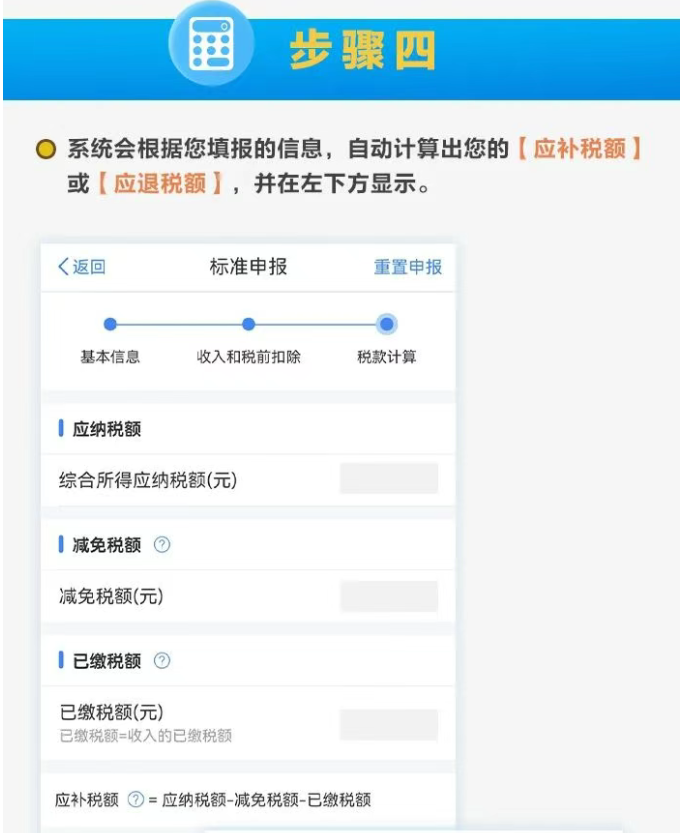 步骤四
系统会根据您填报的信息，自动计算出您的【应补税额】
或【应退税额】，并在左下方显示。
返回 标准申报 重置申报
基本信息 收入和税前扣除 税款计算
应纳税额
综合所得应纳税额(元)
减免税额 ?
减免税额(元)
已缴税额 ?
已缴税额(元)
已缴税额=收入的已缴税额
应补税额 ? = 应纳税额-减免税额-已缴税额